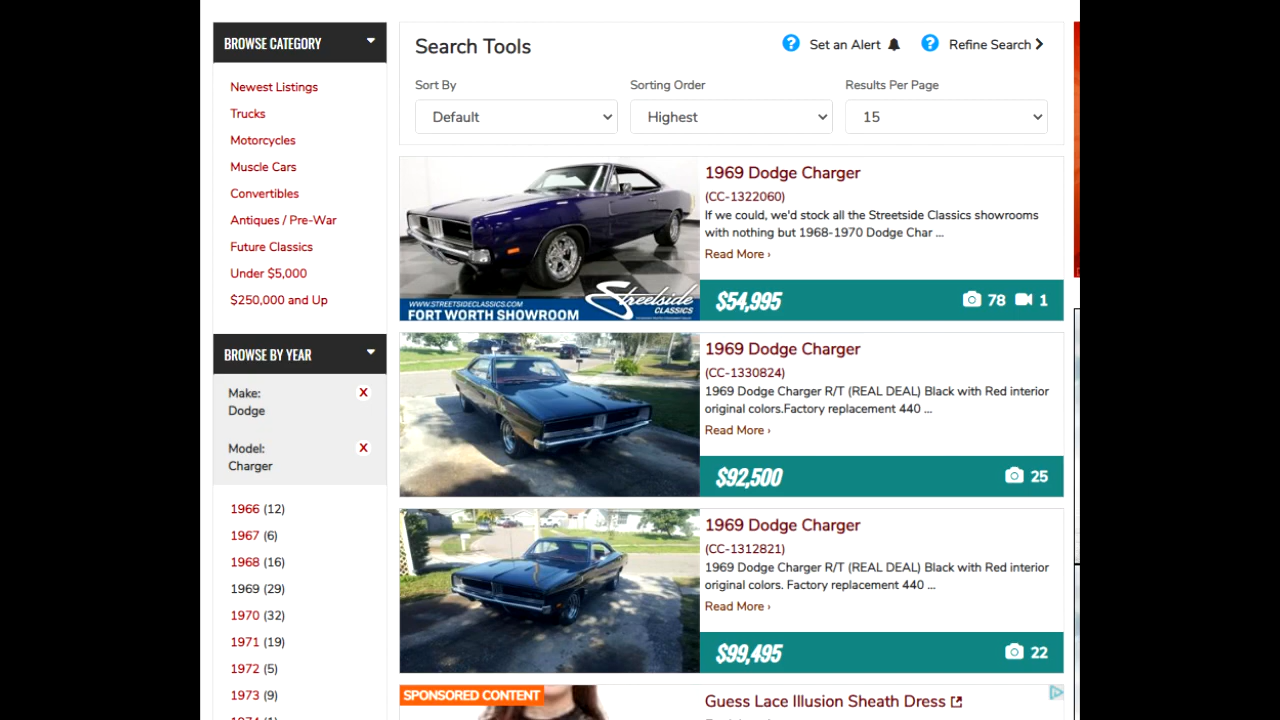 BROWSE CATEGORY
Newest Listings
Trucks
Motorcycles
Muscle Cars
Convertibles
Antiques / Pre-War
Future Classics
Under $5,000
$250,000 and Up
BROWSE BY YEAR
Make: X
Dodge
Model: X
Charger
1966 (12)
1967 (6)
1968 (16)
1969 (29)
1970 (32)
1971 (19)
1972 (5)
1973 (9)
Search Tools
? Set an Alert ? Refine Search
Sort By Sorting Order Results Per Page
Default Highest 15
1969 Dodge Charger
(CC-1322060)
If we could, we'd stock all the Streetside Classics showrooms
with nothing but 1968-1970 Dodge Char ...
Read More ›
$54,995 78 1
WWW.STREETSIDECLASSICS.COM
FORT WORTH SHOWROOM
Streetside
CLASSICS
1969 Dodge Charger
(CC-1330824)
1969 Dodge Charger R/T (REAL DEAL) Black with Red interior
original colors.Factory replacement 440 ...
Read More ›
$92,500 25
1969 Dodge Charger
(CC-1312821)
1969 Dodge Charger R/T (REAL DEAL) Black with Red interior
original colors. Factory replacement 440 ...
Read More ›
$99,495 22
SPONSORED CONTENT
Guess Lace Illusion Sheath Dress